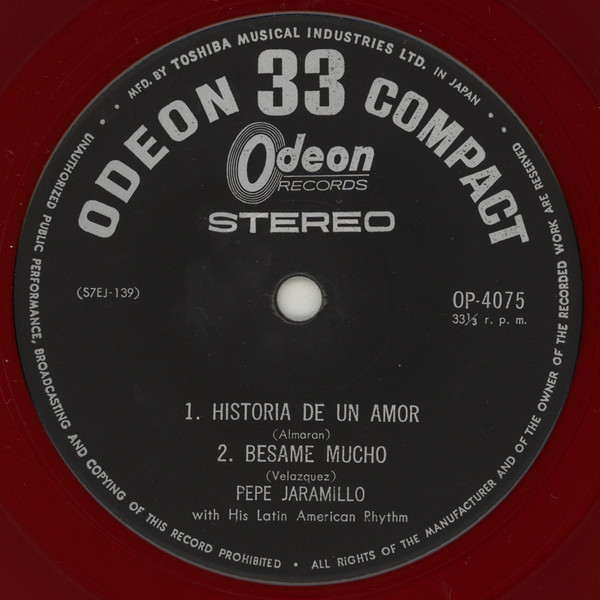 MFD. BY TOSHIBA MUSICAL INDUSTRIES LTD. IN JAPAN
ODEON 33 COMPACT
Odeon
RECORDS
STEREO
(S7EJ-139)
OP-4075
33⅓ r. p. m.
1. HISTORIA DE UN AMOR
(Almaran)
2. BESAME MUCHO
(Velazquez)
PEPE JARAMILLO
with His Latin American Rhythm
UNAUTHORIZED PUBLIC PERFORMANCE, BROADCASTING AND COPYING OF THIS RECORD PROHIBITED • ALL RIGHTS OF THE MANUFACTURER AND OF THE OWNER OF THE RECORDED WORK ARE RESERVED